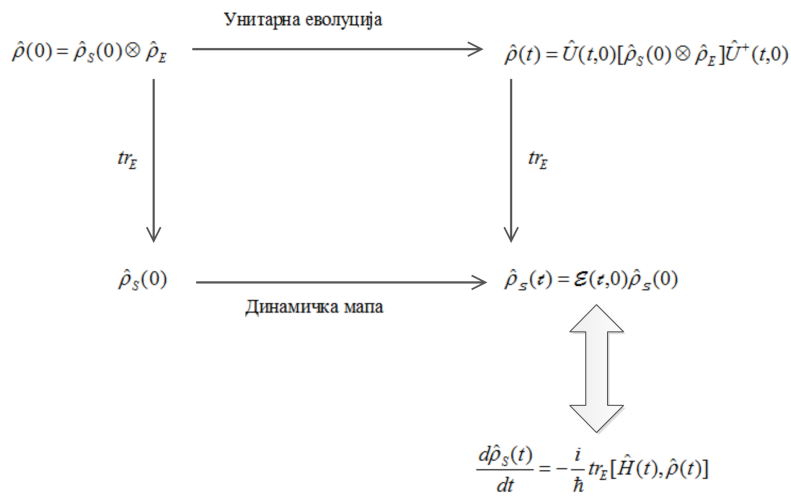 Унитарна еволуција
ρ̂(0) = ρ̂_S(0) ⊗ ρ̂_E
ρ̂(t) = Û(t,0)[ρ̂_S(0) ⊗ ρ̂_E]Û⁺(t,0)
tr_E
tr_E
ρ̂_S(0)
ρ̂_s(t) = ℰ(t,0)ρ̂_s(0)
Динамичка мапа
dρ̂_S(t)/dt = −(i/ħ) tr_E[Ĥ(t), ρ̂(t)]